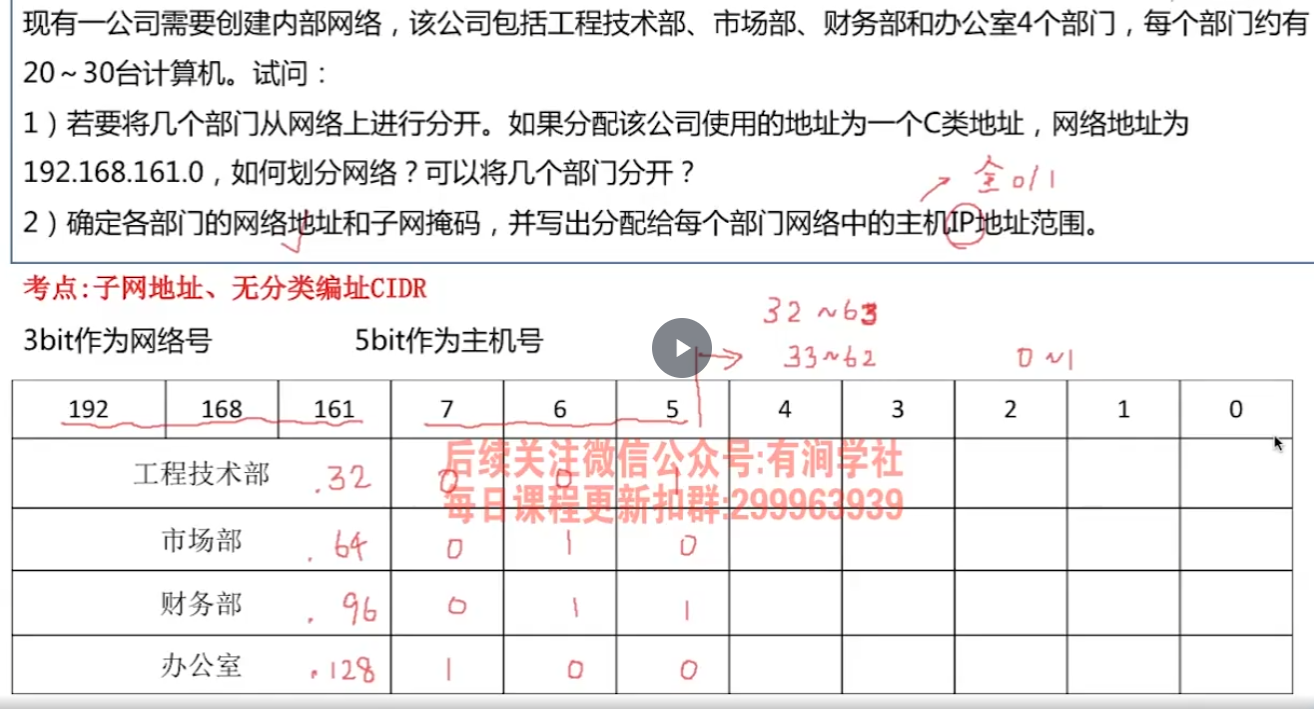 现有一公司需要创建内部网络，该公司包括工程技术部、市场部、财务部和办公室4个部门，每个部门约有
20～30台计算机。试问：
1）若要将几个部门从网络上进行分开。如果分配该公司使用的地址为一个C类地址，网络地址为
192.168.161.0，如何划分网络？可以将几个部门分开？
全0/1
2）确定各部门的网络地址和子网掩码，并写出分配给每个部门网络中的主机IP地址范围。
考点:子网地址、无分类编址CIDR
32~63
3bit作为网络号 5bit作为主机号
33~62 0~1
192 168 161 7 6 5 4 3 2 1 0
后续关注微信公众号:有涧学社
工程技术部 .32 0 0 1
每日课程更新扣群:299963939
市场部 .64 0 1 0
财务部 .96 0 1 1
办公室 .128 1 0 0